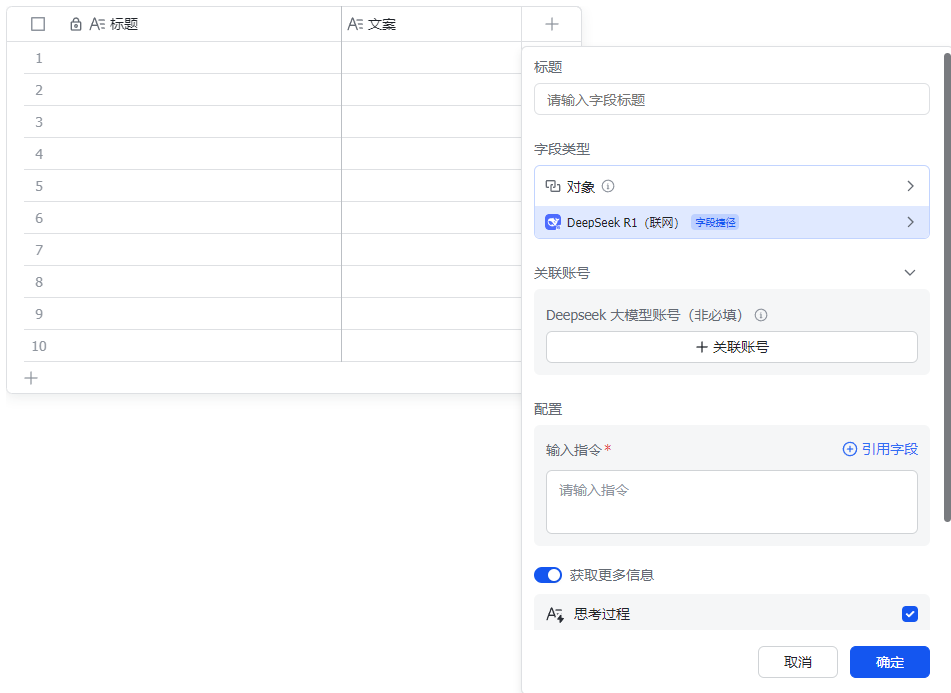 标题 文案
1
2
3
4
5
6
7
8
9
10
标题
请输入字段标题
字段类型
对象
DeepSeek R1（联网） 字段捷径
关联账号
Deepseek 大模型账号（非必填）
关联账号
配置
输入指令* 引用字段
请输入指令
获取更多信息
思考过程
取消 确定